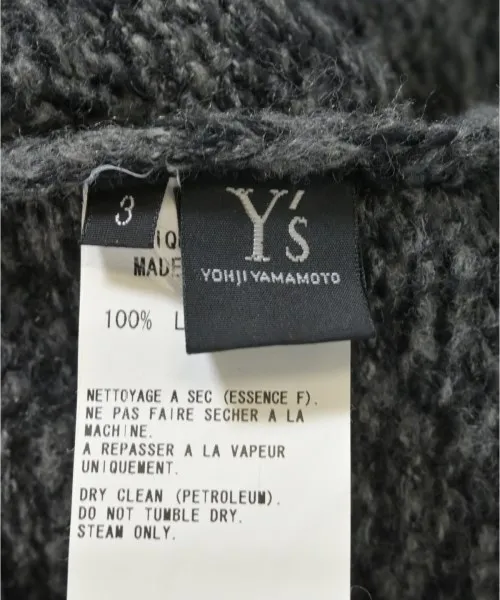 3
Y's
YOHJI YAMAMOTO
MADE
100%
NETTOYAGE A SEC (ESSENCE F).
NE PAS FAIRE SECHER A LA
MACHINE.
A REPASSER A LA VAPEUR
UNIQUEMENT.
DRY CLEAN (PETROLEUM).
DO NOT TUMBLE DRY.
STEAM ONLY.